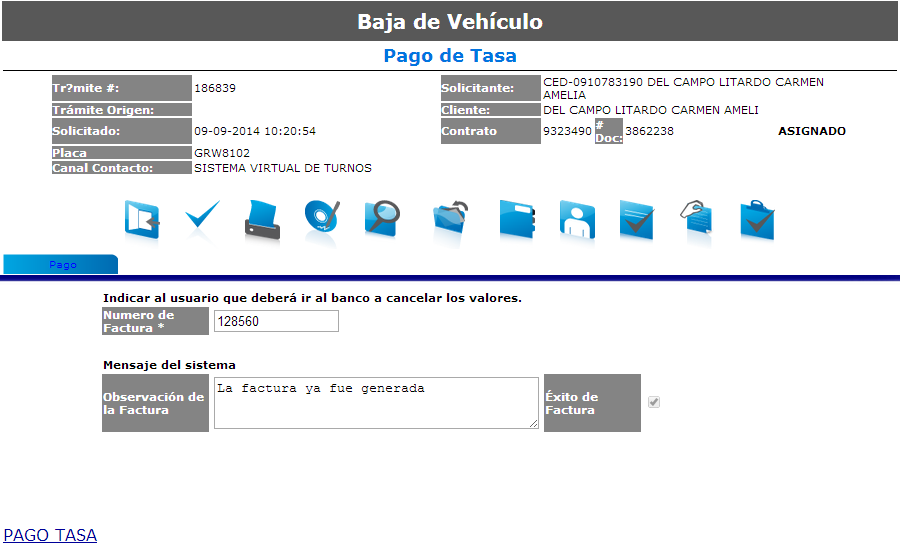 Baja de Vehículo
Pago de Tasa
Tr?mite #: 186839 Solicitante: CED-0910783190 DEL CAMPO LITARDO CARMEN
AMELIA
Trámite Origen: Cliente: DEL CAMPO LITARDO CARMEN AMELI
Solicitado: 09-09-2014 10:20:54 Contrato 9323490 # Doc: 3862238 ASIGNADO
Placa GRW8102
Canal Contacto: SISTEMA VIRTUAL DE TURNOS
Pago
Indicar al usuario que deberá ir al banco a cancelar los valores.
Numero de
Factura * 128560
Mensaje del sistema
Observación de
la Factura
La factura ya fue generada
Éxito de
Factura
PAGO TASA